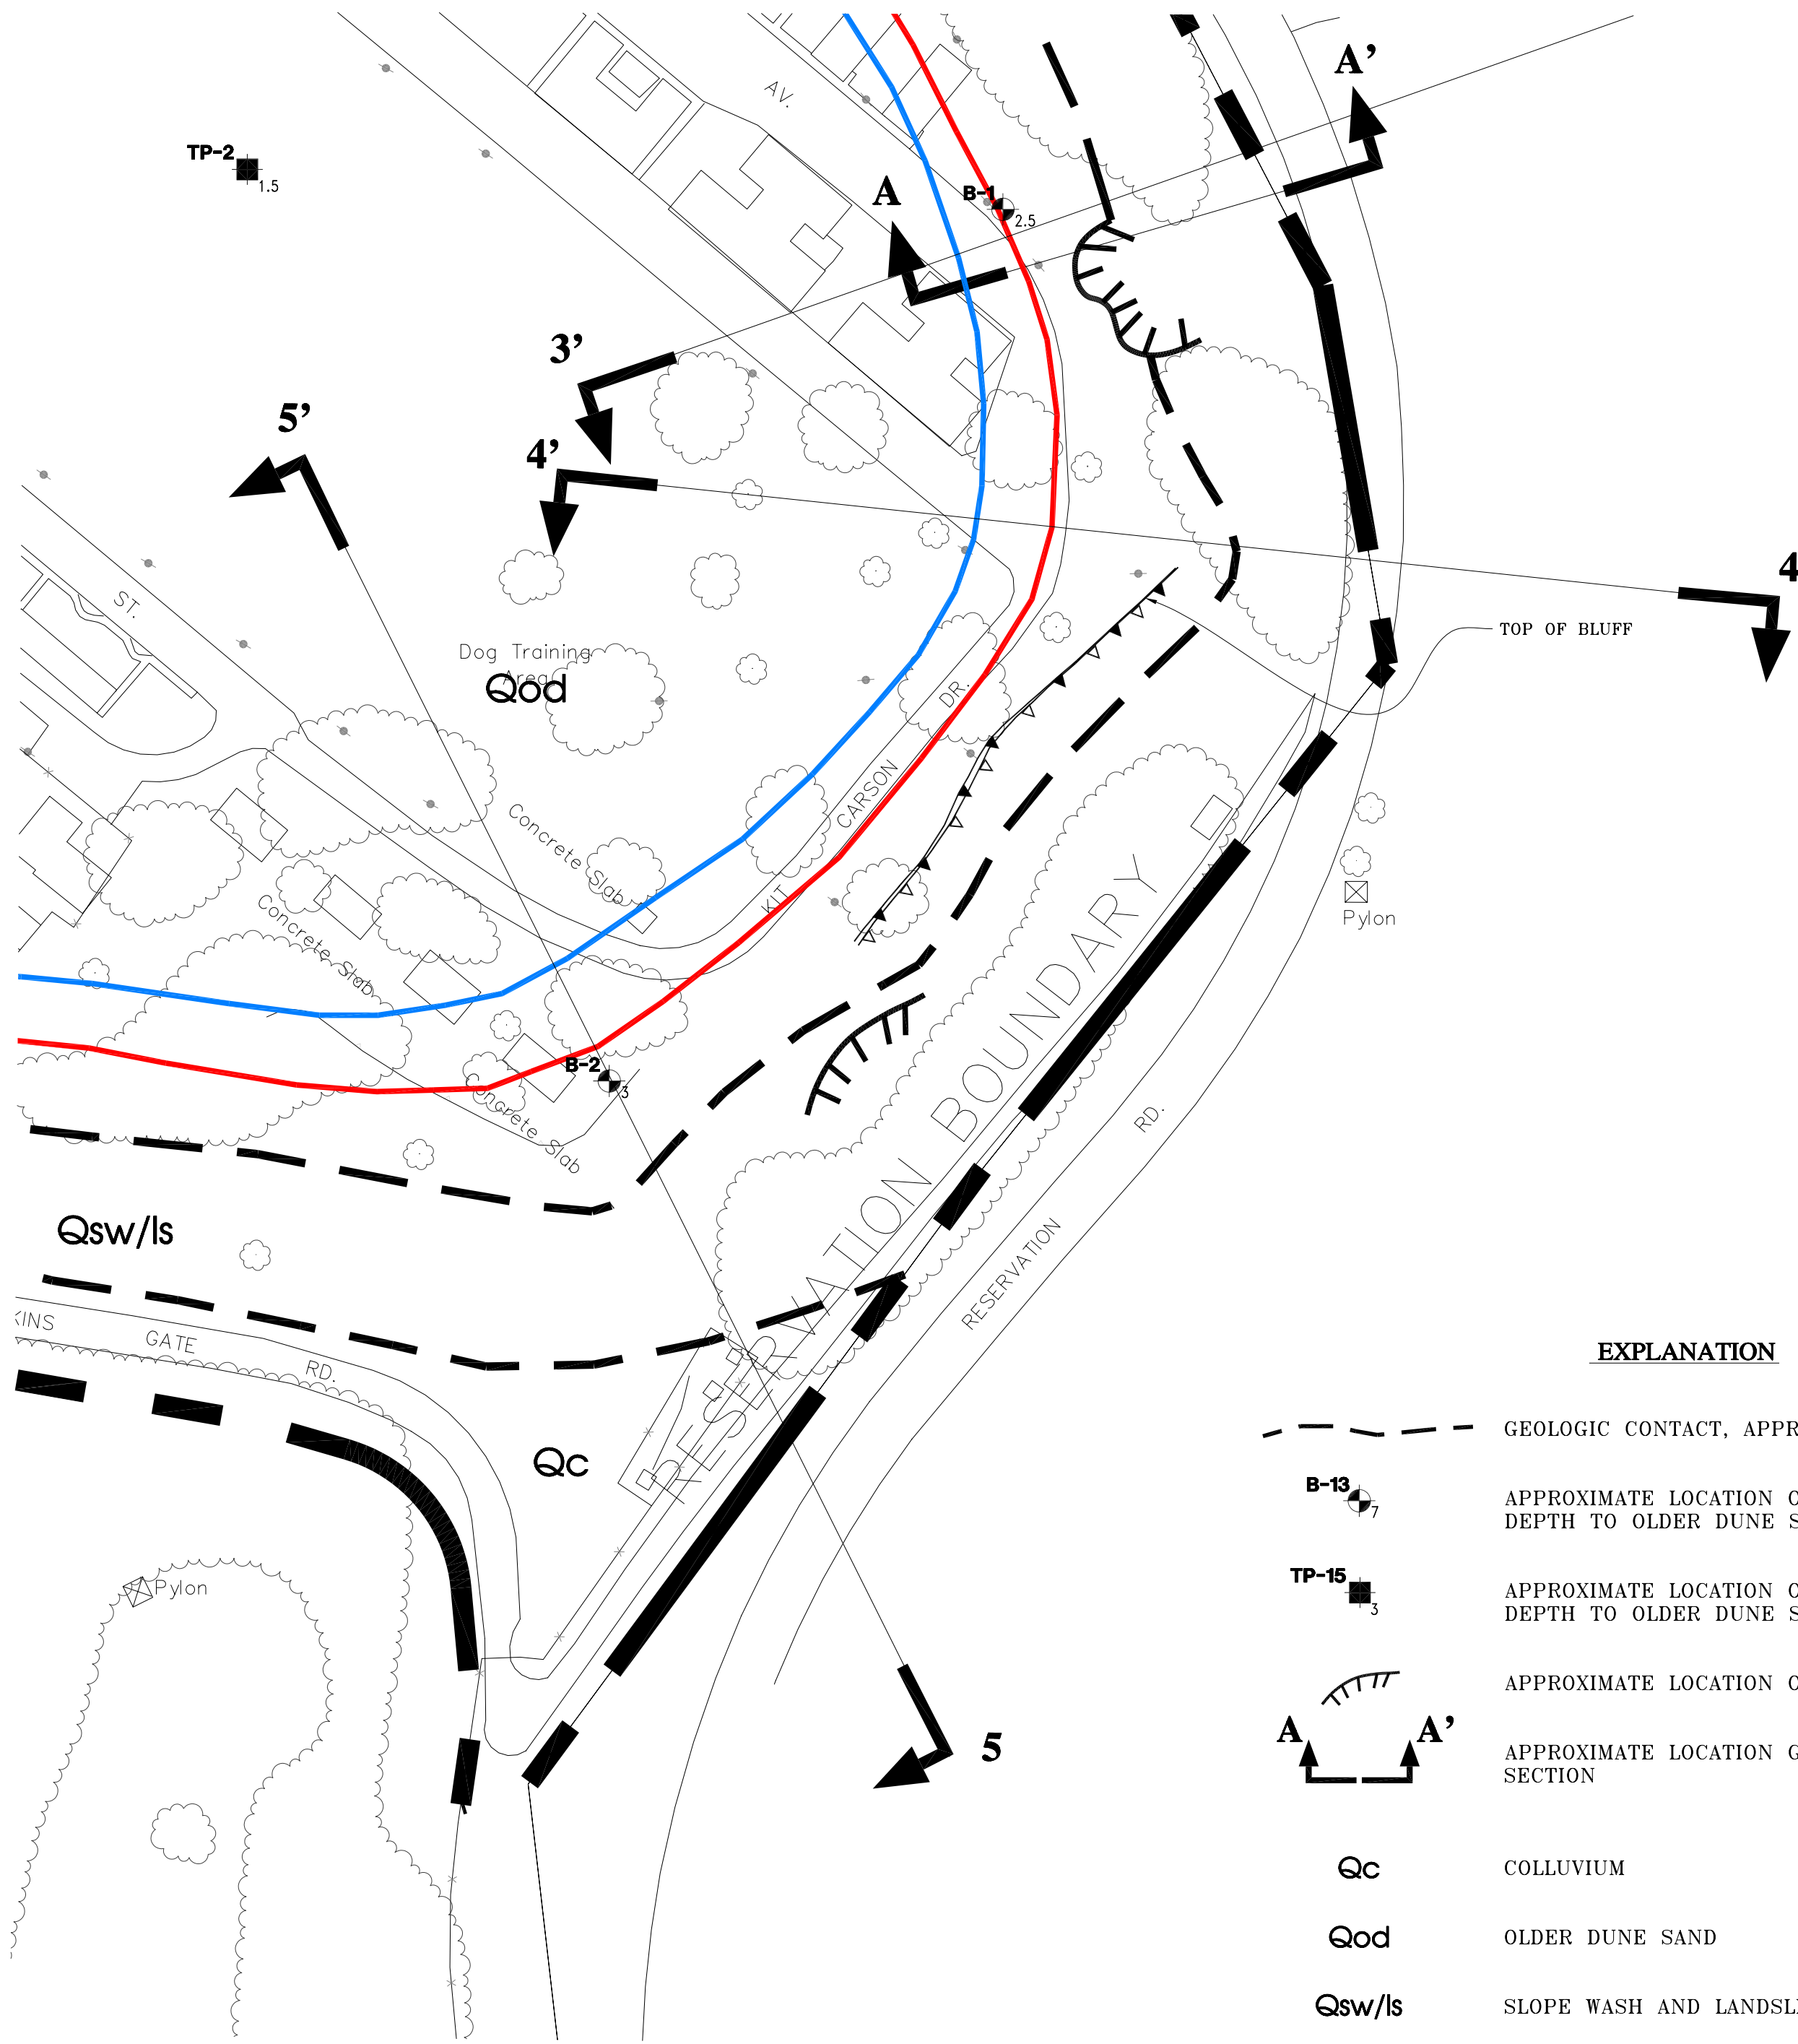 A'
AV.
TP-2
1.5
A
B-1
2.5
3'
5'
4'
4
ST.
TOP OF BLUFF
Dog Training
Area
Qod
DR.
CARSON
KIT
Concrete Slab
Concrete Slab
Pylon
B-2
3
Concrete Slab
RESERVATION BOUNDARY
RD.
RESERVATION
Qsw/ls
KINS GATE RD.
Qc
Pylon
5
EXPLANATION
GEOLOGIC CONTACT, APPR
B-13
7
APPROXIMATE LOCATION
DEPTH TO OLDER DUNE
TP-15
3
APPROXIMATE LOCATION
DEPTH TO OLDER DUNE
APPROXIMATE LOCATION
A A'
APPROXIMATE LOCATION
SECTION
Qc COLLUVIUM
Qod OLDER DUNE SAND
Qsw/ls SLOPE WASH AND LANDSL